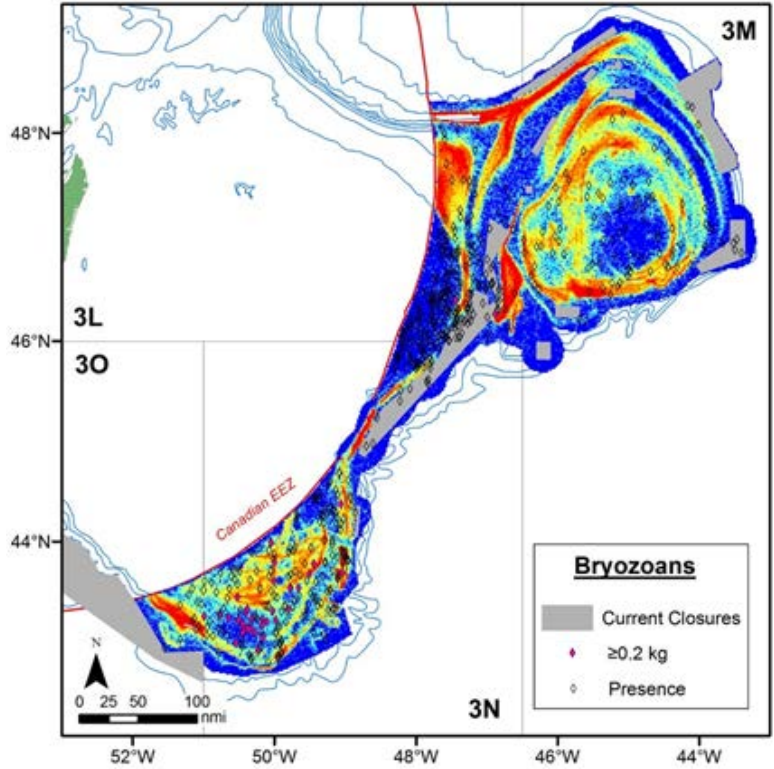 3M
48°N
3L
46°N
3O
Canadian EEZ
44°N
Bryozoans
Current Closures
≥0.2 kg
Presence
N
0 25 50 100
nmi
3N
52°W 50°W 48°W 46°W 44°W